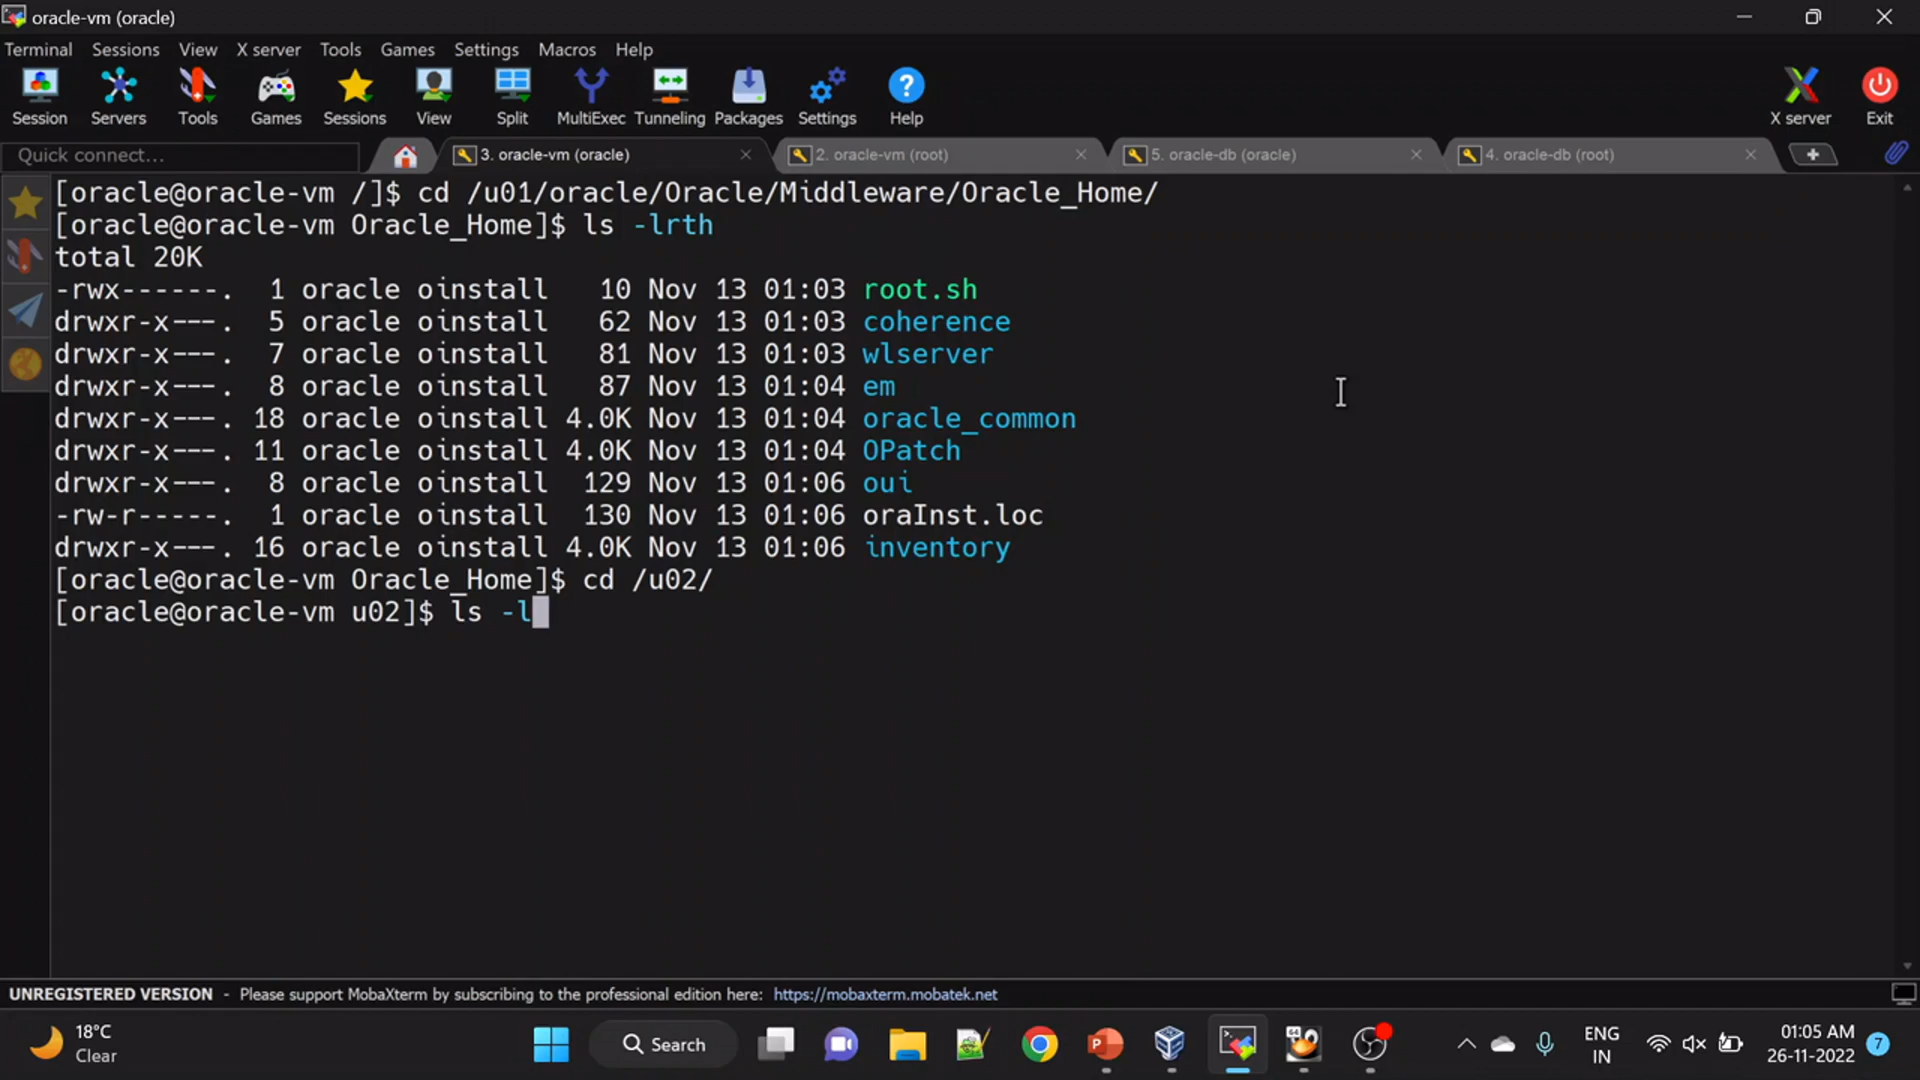 oracle-vm (oracle)
Terminal Sessions View X server Tools Games Settings Macros Help
Session Servers Tools Games Sessions View Split MultiExec Tunneling Packages Settings Help X server Exit
Quick connect... 3. oracle-vm (oracle) 2. oracle-vm (root) 5. oracle-db (oracle) 4. oracle-db (root)
[oracle@oracle-vm /]$ cd /u01/oracle/Oracle/Middleware/Oracle_Home/
[oracle@oracle-vm Oracle_Home]$ ls -lrth
total 20K
-rwx------. 1 oracle oinstall 10 Nov 13 01:03 root.sh
drwxr-x---. 5 oracle oinstall 62 Nov 13 01:03 coherence
drwxr-x---. 7 oracle oinstall 81 Nov 13 01:03 wlserver
drwxr-x---. 8 oracle oinstall 87 Nov 13 01:04 em
drwxr-x---. 18 oracle oinstall 4.0K Nov 13 01:04 oracle_common
drwxr-x---. 11 oracle oinstall 4.0K Nov 13 01:04 OPatch
drwxr-x---. 8 oracle oinstall 129 Nov 13 01:06 oui
-rw-r-----. 1 oracle oinstall 130 Nov 13 01:06 oraInst.loc
drwxr-x---. 16 oracle oinstall 4.0K Nov 13 01:06 inventory
[oracle@oracle-vm Oracle_Home]$ cd /u02/
[oracle@oracle-vm u02]$ ls -l
UNREGISTERED VERSION - Please support MobaXterm by subscribing to the professional edition here: https://mobaxterm.mobatek.net
18°C
Clear
Search
ENG
IN
01:05 AM
26-11-2022
7